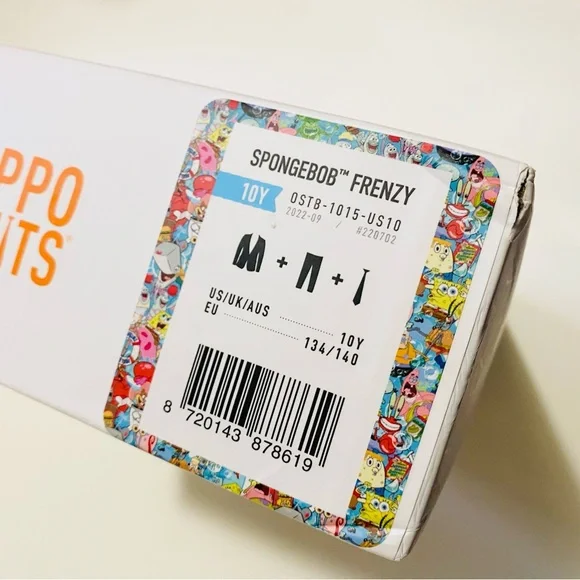 PPO
ITS®
SPONGEBOB™ FRENZY
10Y
OSTB-1015-US10
2022-09 / #220702
+ +
US/UK/AUS 10Y
EU 134/140
8 720143 878619